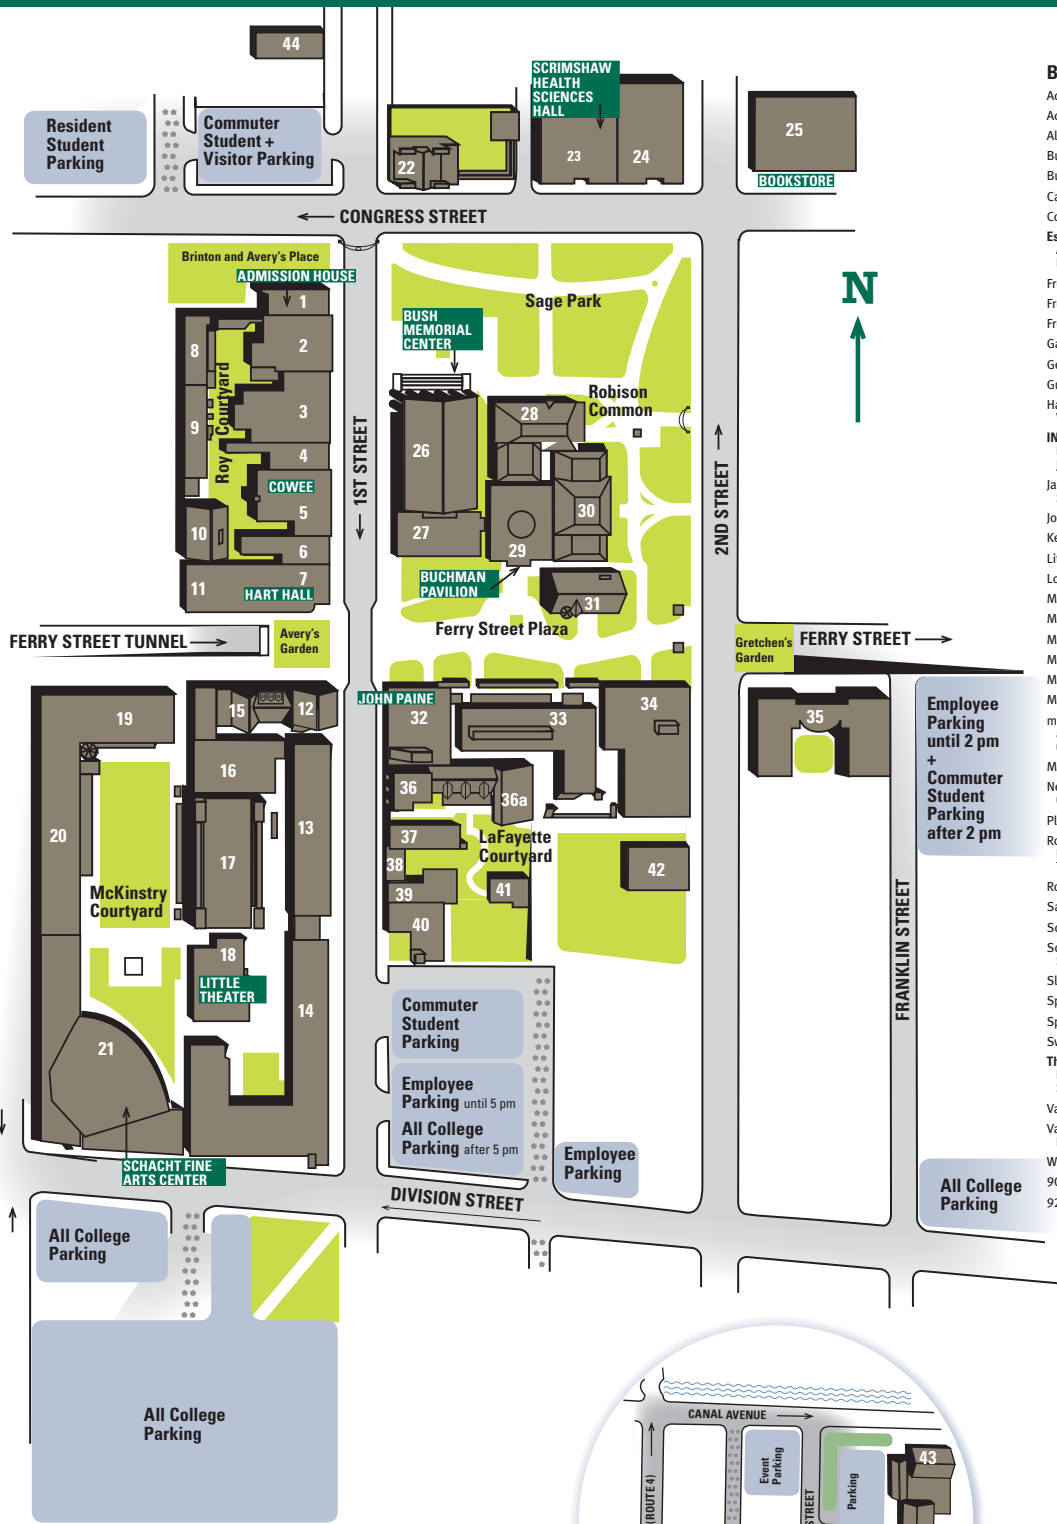 44
SCRIMSHAW
HEALTH
SCIENCES
HALL
Resident
Student
Parking
Commuter
Student +
Visitor Parking
22
23
24
25
BOOKSTORE
CONGRESS STREET
Brinton and Avery's Place
ADMISSION HOUSE
1
2
3
4
COWEE
5
6
7
HART HALL
8
9
10
11
Roy Courtyard
1ST STREET
Sage Park
BUSH
MEMORIAL
CENTER
Robison
Common
N
26
27
28
29
30
31
BUCHMAN
PAVILION
2ND STREET
Ferry Street Plaza
FERRY STREET TUNNEL
Avery's
Garden
Gretchen's
Garden
FERRY STREET
JOHN PAINE
19
15
12
16
13
20
17
McKinstry
Courtyard
18
LITTLE
THEATER
14
21
SCHACHT FINE
ARTS CENTER
32
33
34
35
36
36a
37
38
39
40
41
42
LaFayette
Courtyard
Employee
Parking
until 2 pm
+
Commuter
Student
Parking
after 2 pm
FRANKLIN STREET
Commuter
Student
Parking
Employee
Parking until 5 pm
All College
Parking after 5 pm
Employee
Parking
All College
Parking
DIVISION STREET
All College
Parking
All College
Parking
CANAL AVENUE
(ROUTE 4)
Event
Parking
STREET
Parking
43